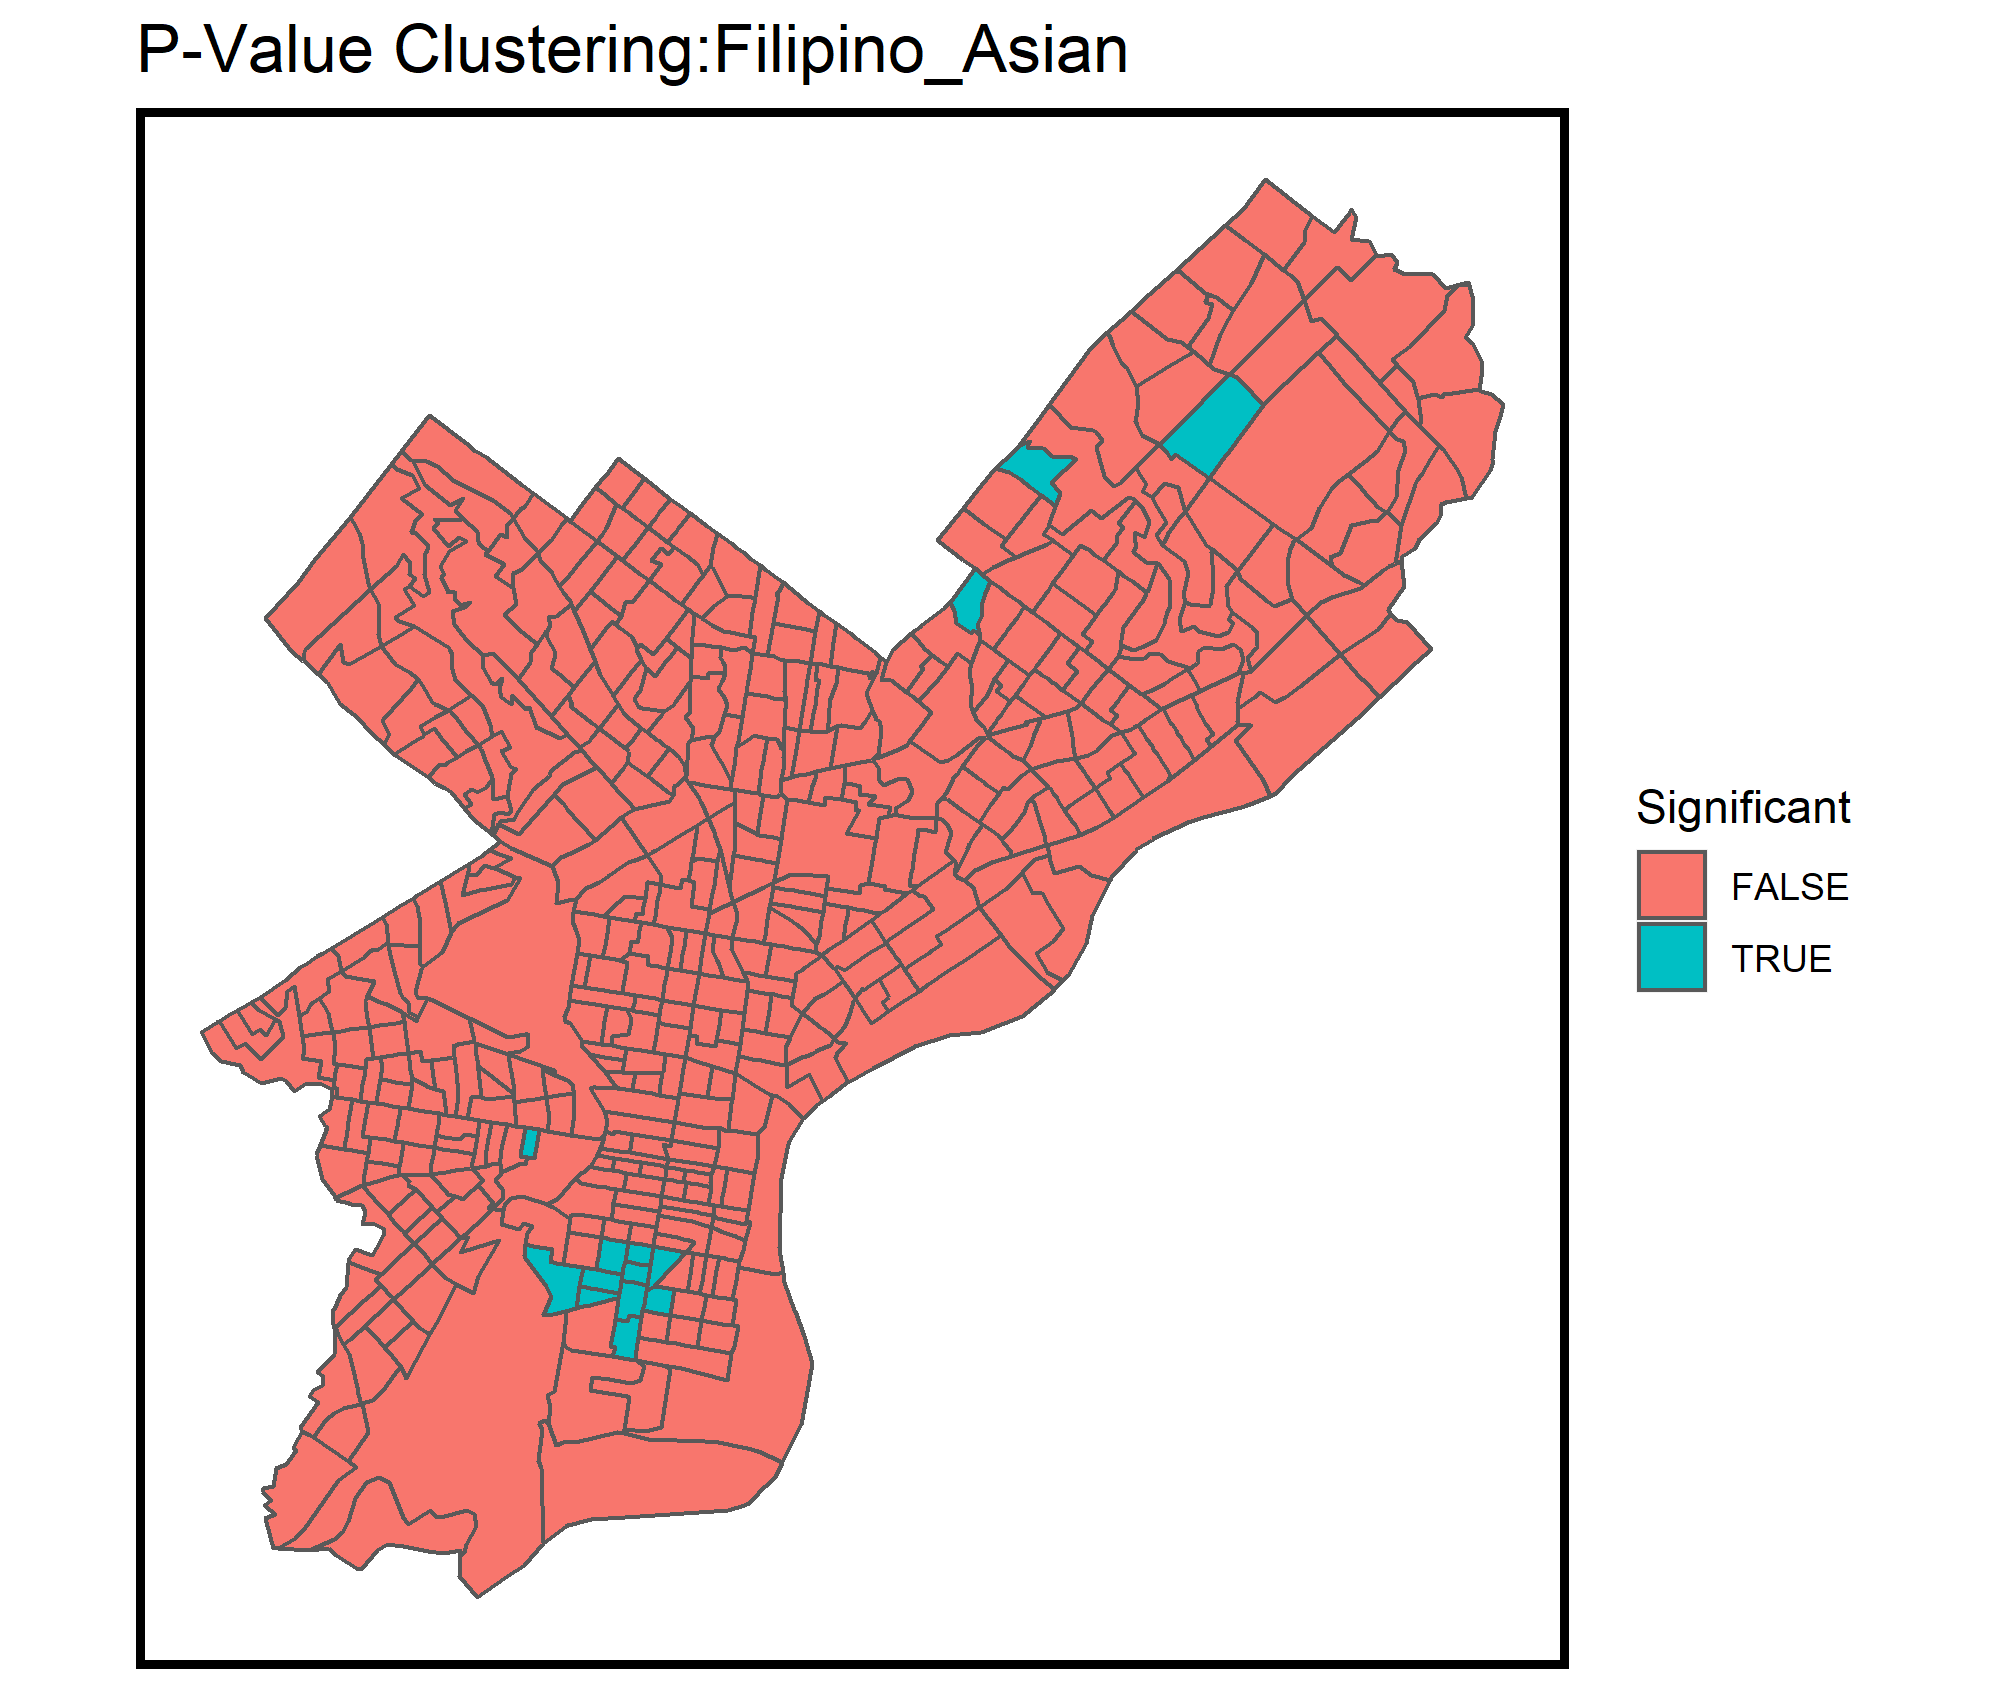 P-Value Clustering:Filipino_Asian
Significant
FALSE
TRUE